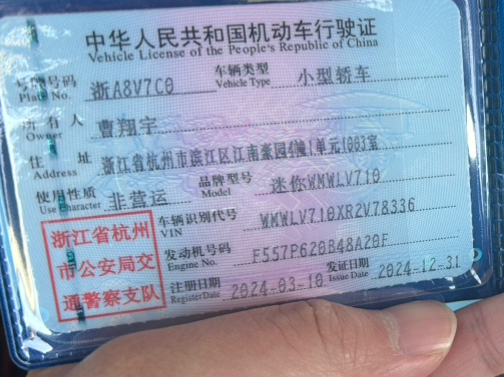 中华人民共和国机动车行驶证
Vehicle License of the People's Republic of China
号牌号码 浙A8V7C0 车辆类型 小型轿车
Plate No. Vehicle Type
所有人 曹翔宇
Owner
住址 浙江省杭州市滨江区江南豪园4幢1单元1003室
Address
使用性质 非营运 品牌型号 迷你WMWLV710
Use Character Model
浙江省杭州
市公安局交
通警察支队
车辆识别代号 WMWLV710XR2V78336
VIN
发动机号码 F557P620B48A20F
Engine No.
注册日期 2024-03-10 发证日期 2024-12-31
Register Date Issue Date